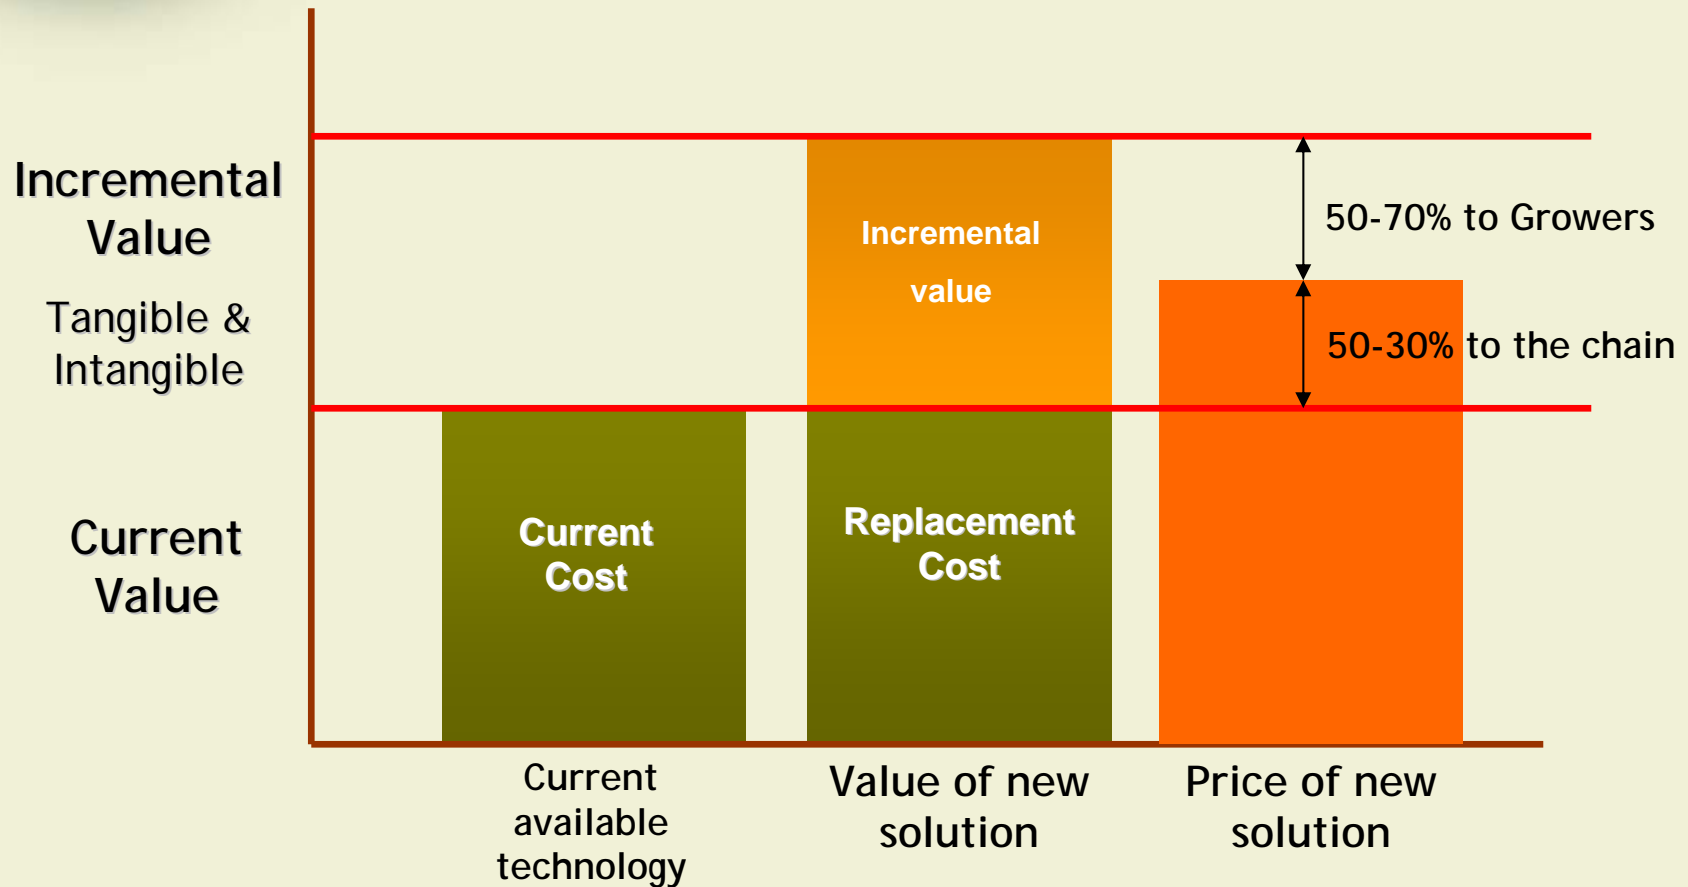 Incremental
Value
Tangible &
Intangible
Current
Value
Incremental
value
Current
Cost
Replacement
Cost
50-70% to Growers
50-30% to the chain
Current
available
technology
Value of new
solution
Price of new
solution